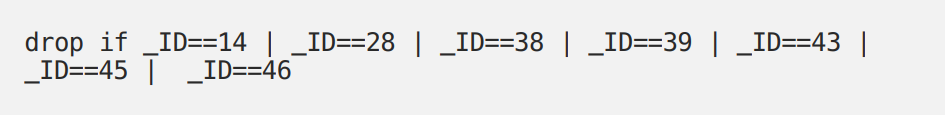 drop if _ID==14 | _ID==28 | _ID==38 | _ID==39 | _ID==43 |
_ID==45 |  _ID==46